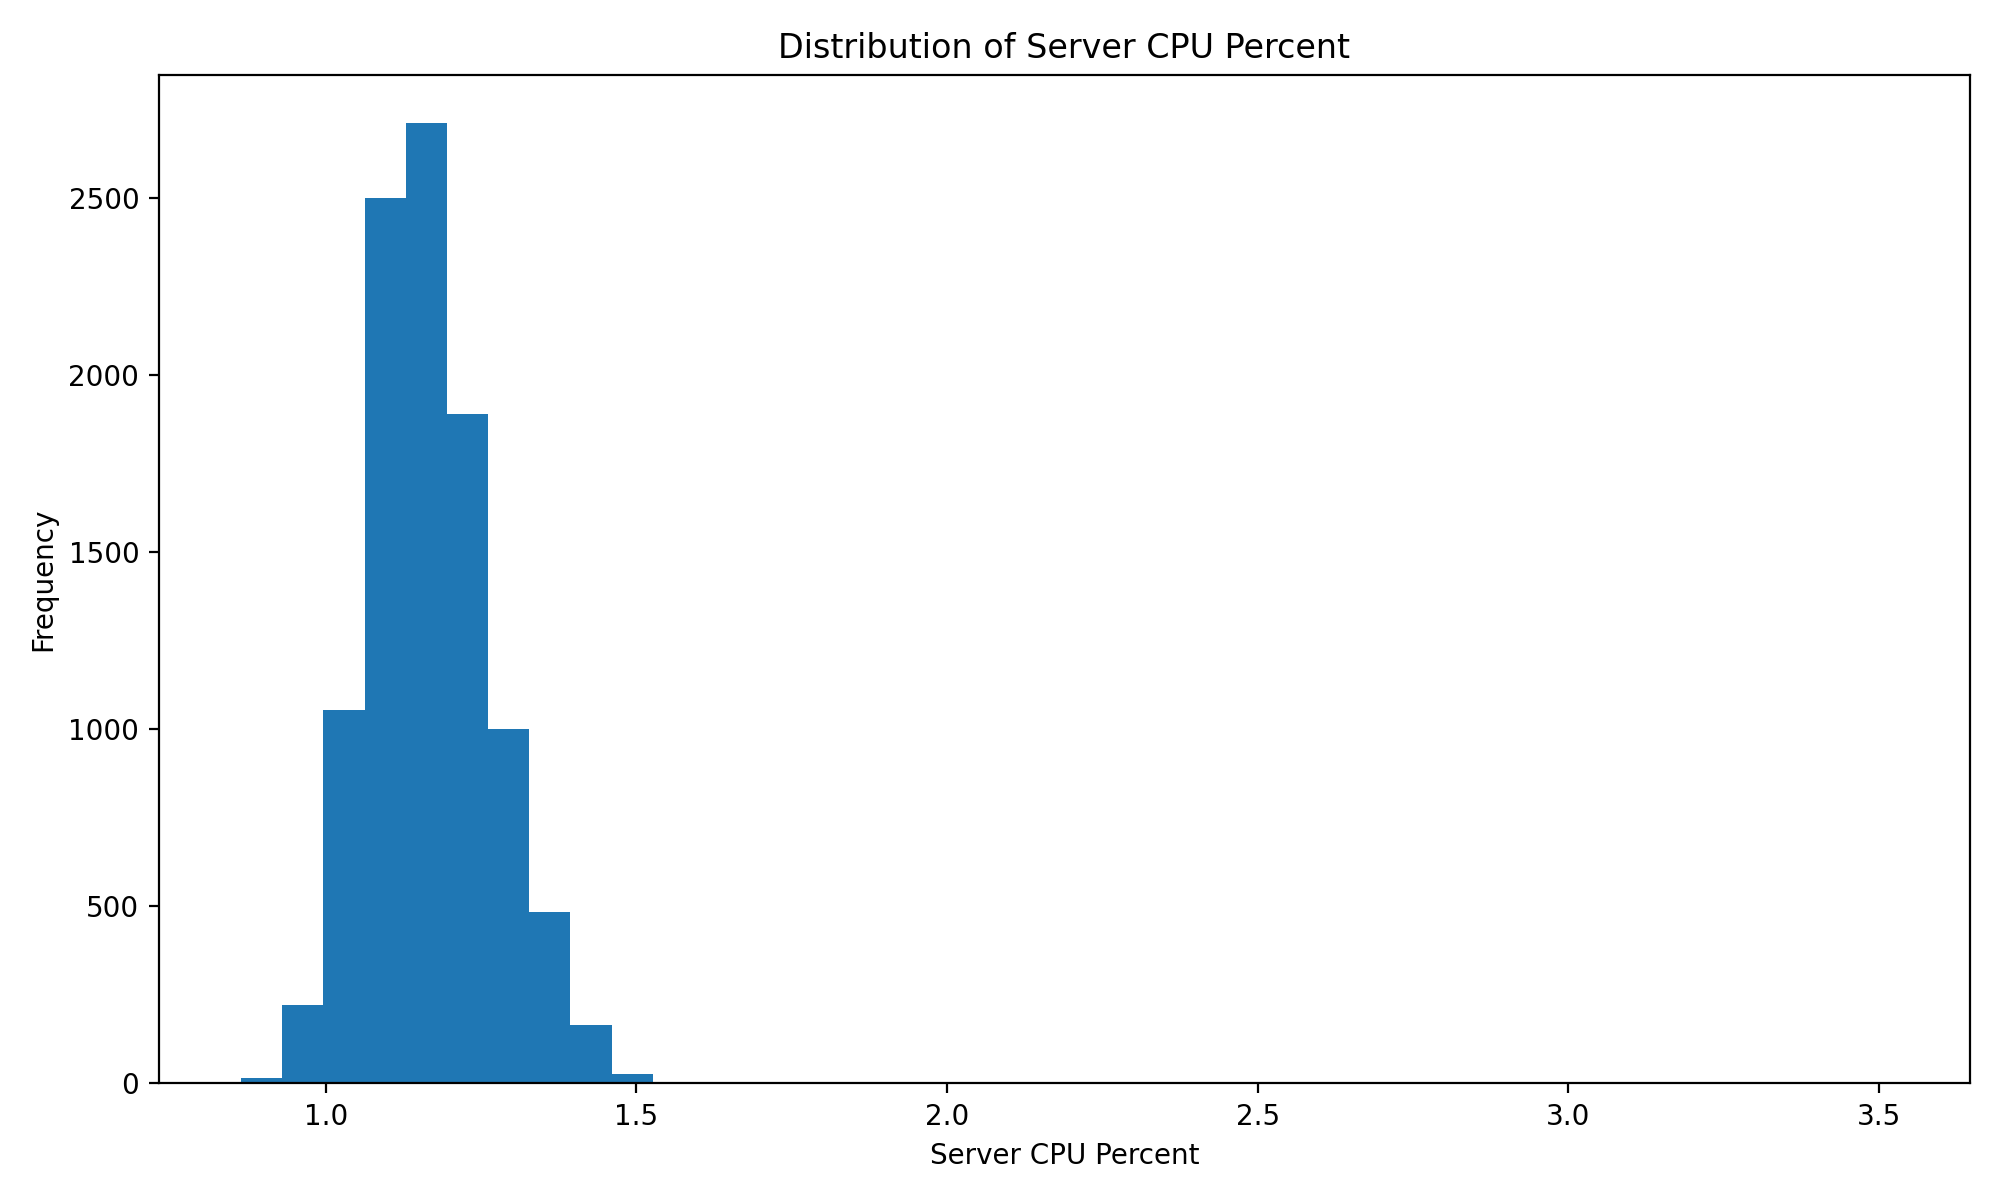 Distribution of Server CPU Percent
Frequency
2500
2000
1500
1000
500
0
1.0 1.5 2.0 2.5 3.0 3.5
Server CPU Percent